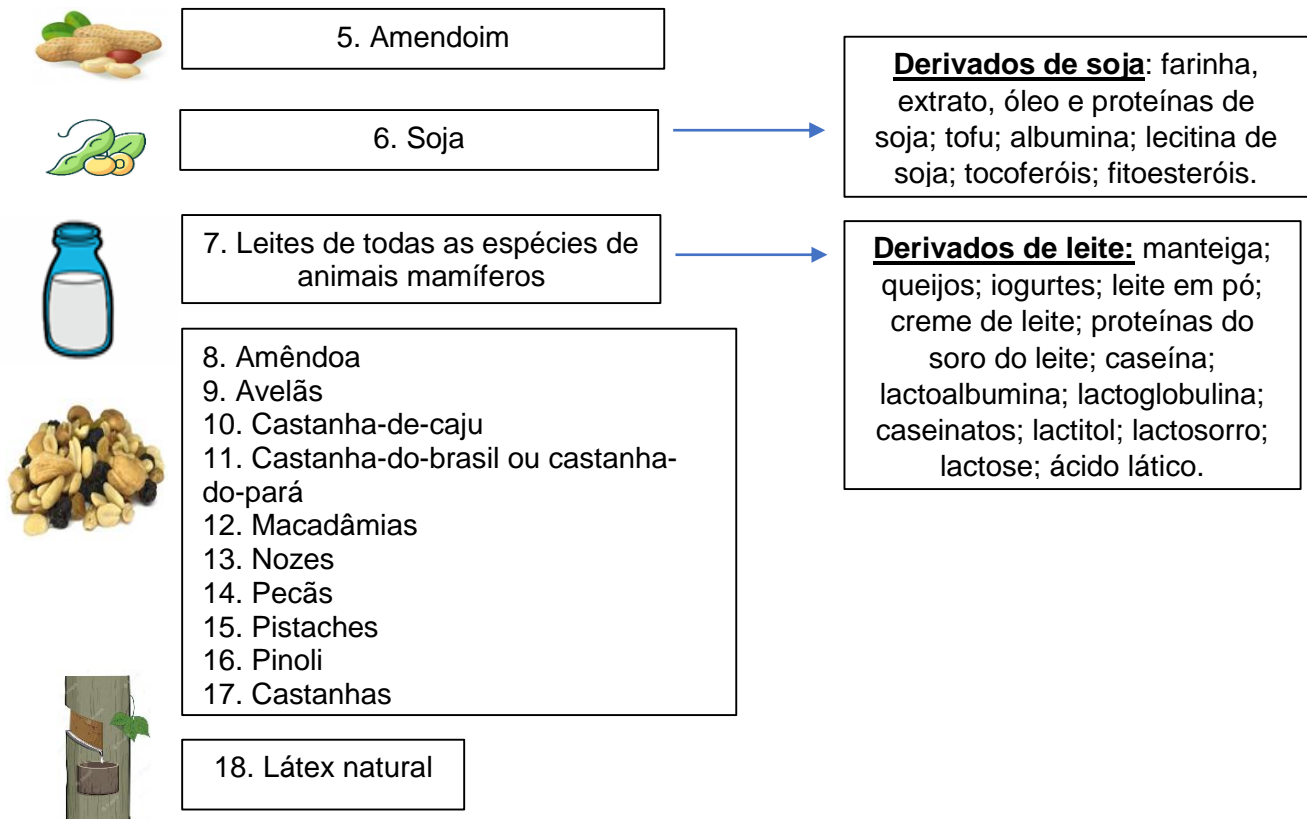 5. Amendoim
6. Soja
Derivados de soja: farinha,
extrato, óleo e proteínas de
soja; tofu; albumina; lecitina de
soja; tocoferóis; fitoesteróis.
7. Leites de todas as espécies de
animais mamíferos
Derivados de leite: manteiga;
queijos; iogurtes; leite em pó;
creme de leite; proteínas do
soro do leite; caseína;
lactoalbumina; lactoglobulina;
caseinatos; lactitol; lactosorro;
lactose; ácido lático.
8. Amêndoa
9. Avelãs
10. Castanha-de-caju
11. Castanha-do-brasil ou castanha-
do-pará
12. Macadâmias
13. Nozes
14. Pecãs
15. Pistaches
16. Pinoli
17. Castanhas
18. Látex natural